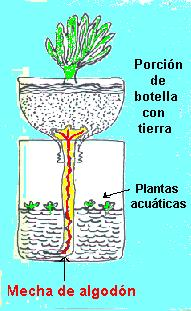 Porción
de
botella
con
tierra
Plantas
acuáticas
Mecha de algodón